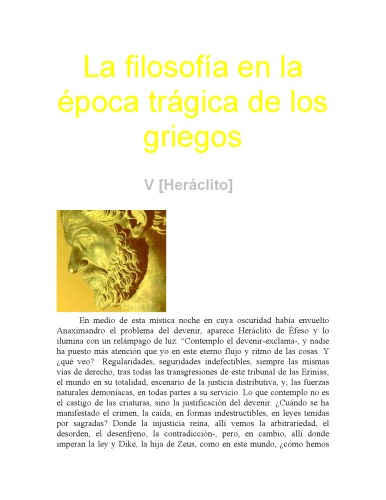 La filosofía en la
época trágica de los
griegos
V [Heráclito]
En medio de esta mística noche en cuya oscuridad había envuelto
Anaximandro el problema del devenir, aparece Heráclito de Éfeso y lo
ilumina con un relámpago de luz. “Contemplo el devenir-exclama-, y nadie
ha puesto más atención que yo en este eterno flujo y ritmo de las cosas. Y
¿qué veo? Regularidades, seguridades indefectibles, siempre las mismas
vías de derecho, tras todas las transgresiones de este tribunal de las Erinias;
el mundo en su totalidad, escenario de la justicia distributiva, y, las fuerzas
naturales demoníacas, en todas partes a su servicio. Lo que contemplo no es
el castigo de las criaturas, sino la justificación del devenir. ¿Cuándo se ha
manifestado el crimen, la caída, en formas indestructibles, en leyes tenidas
por sagradas? Donde la injusticia reina, allí vemos la arbitrariedad, el
desorden, el desenfreno, la contradicción-, pero, en cambio, allí donde
imperan la ley y Dike, la hija de Zeus, como en este mundo, ¿cómo hemos